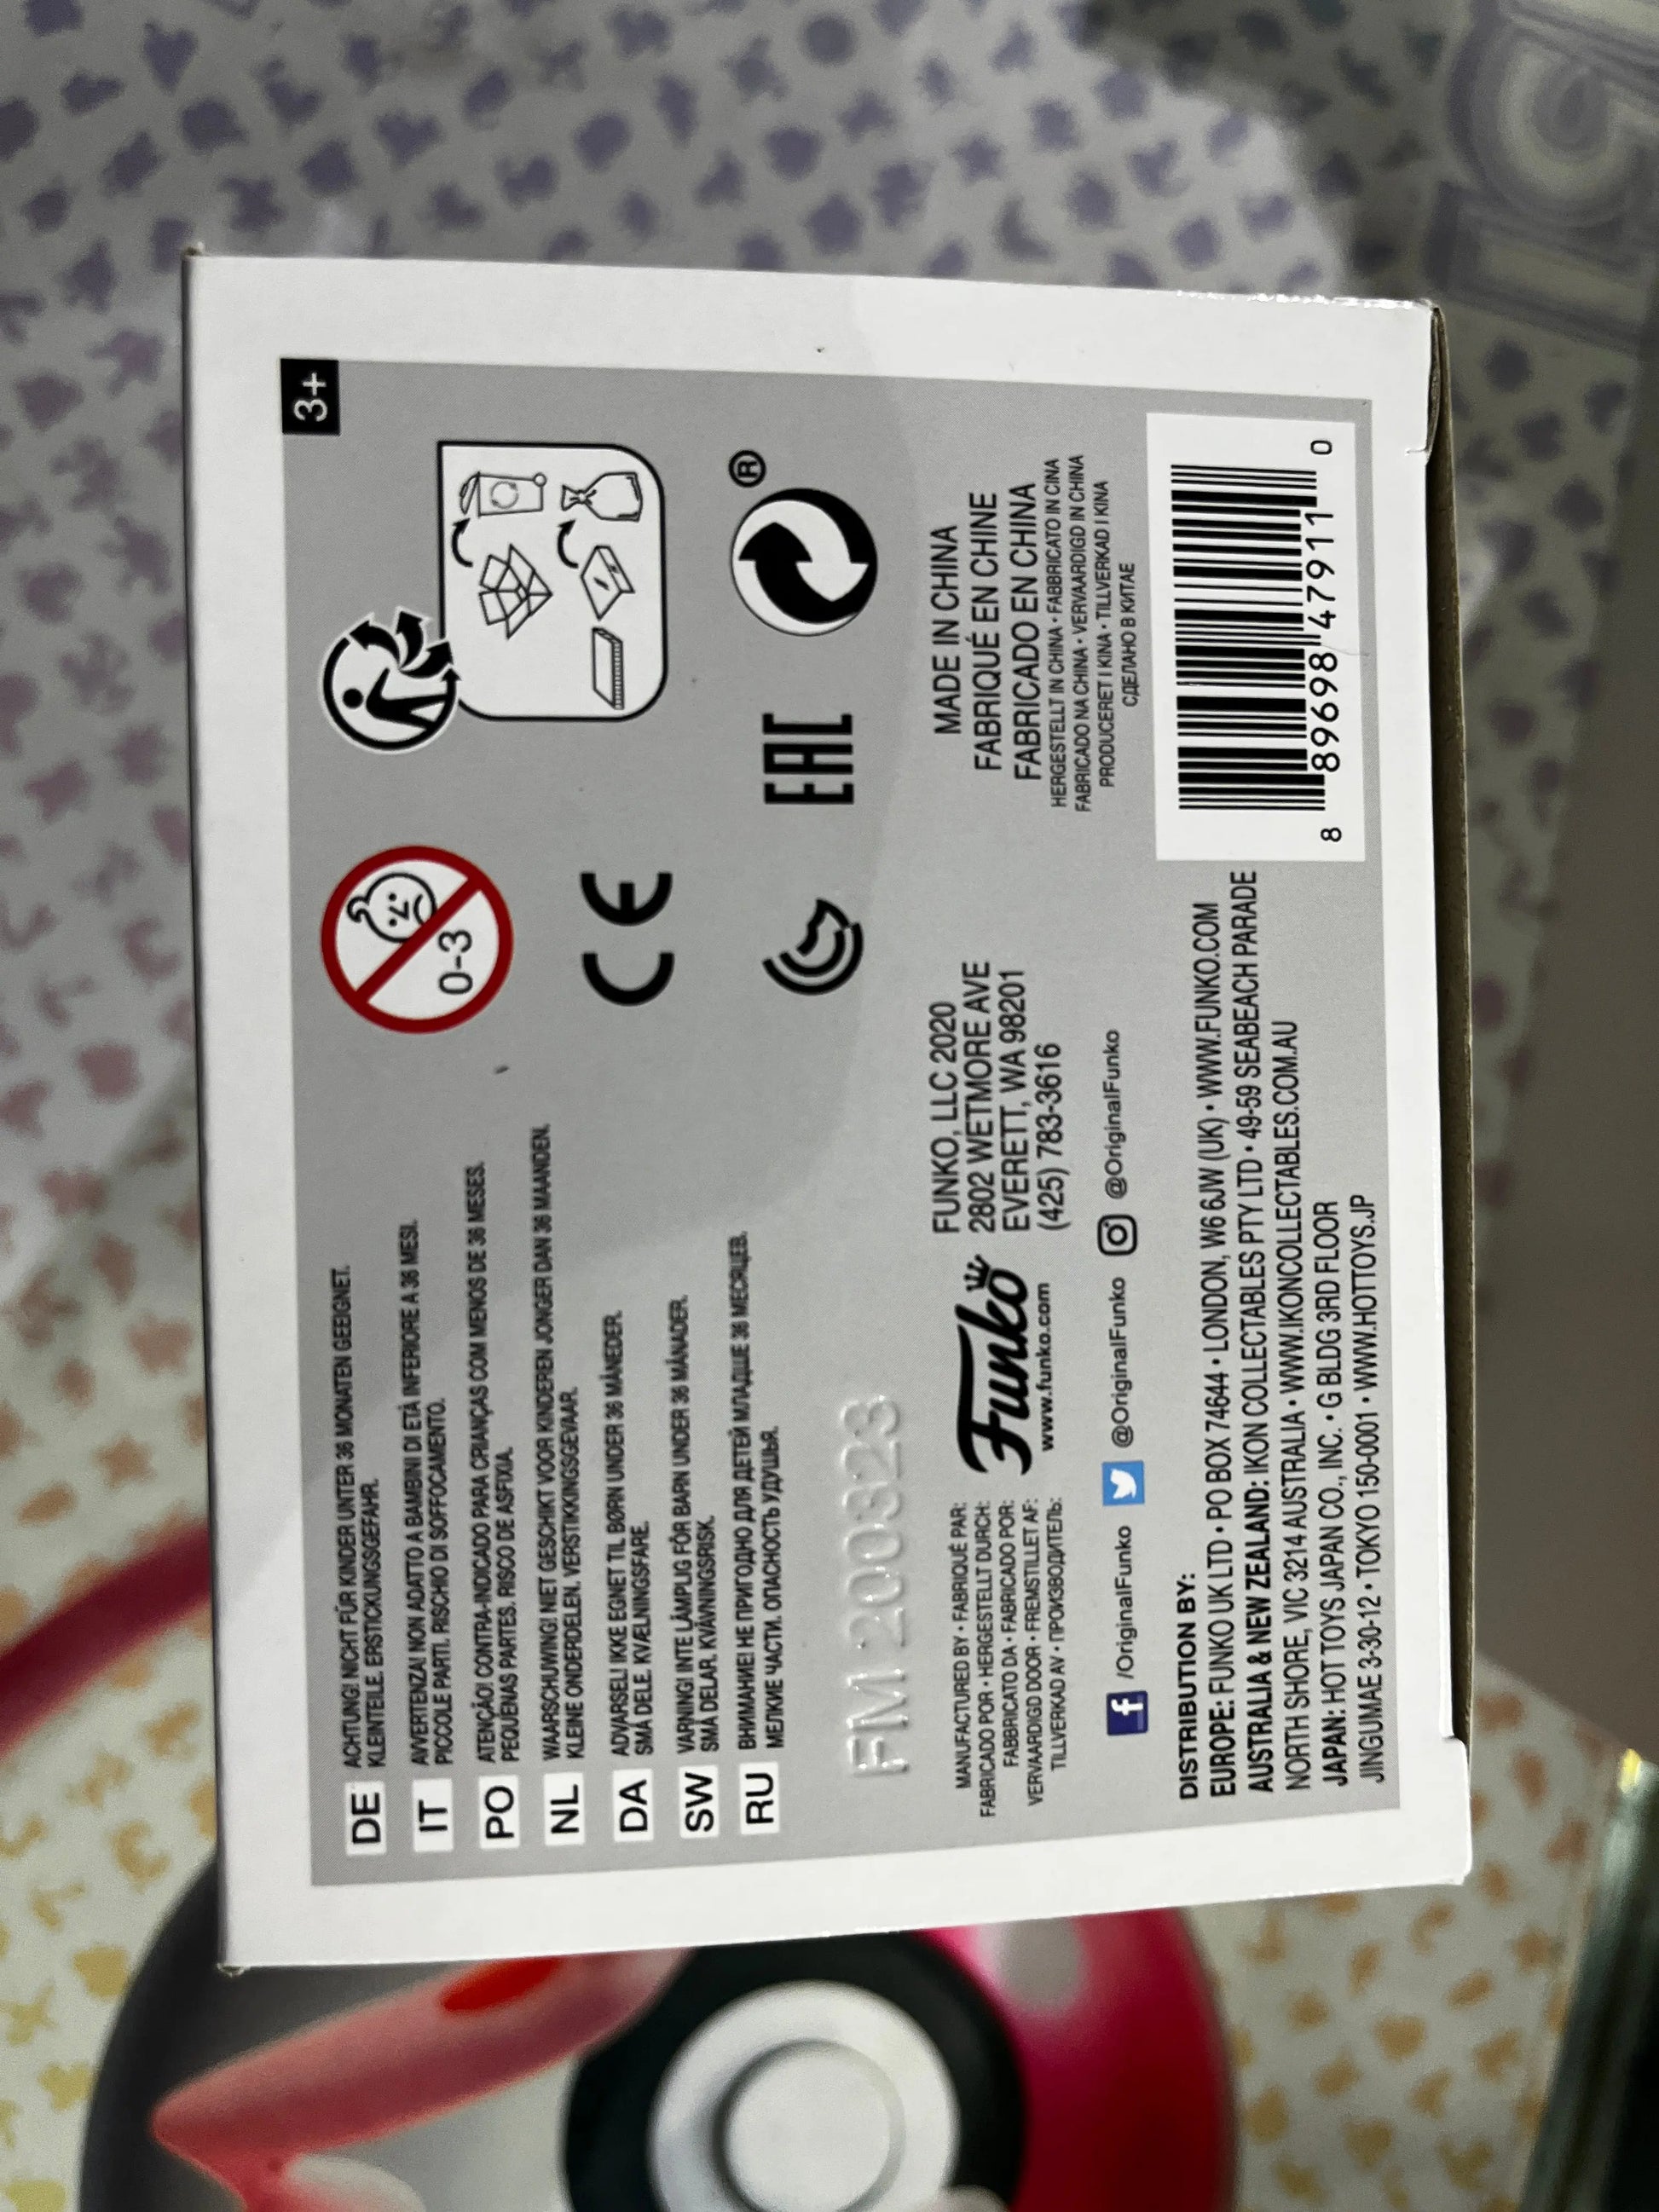 3+
DE
ACHTUNG! NICHT FÜR KINDER UNTER 36 MONATEN GEEIGNET.
KLEINTEILE. ERSTICKUNGSGEFAHR.
IT
AVVERTENZA! NON ADATTO A BAMBINI DI ETÀ INFERIORE A 36 MESI.
PICCOLE PARTI. RISCHIO DI SOFFOCAMENTO.
PO
ATENÇÃO! CONTRA-INDICADO PARA CRIANÇAS COM MENOS DE 36 MESES.
PEQUENAS PARTES. RISCO DE ASFIXIA.
NL
WAARSCHUWING! NIET GESCHIKT VOOR KINDEREN JONGER DAN 36 MAANDEN.
KLEINE ONDERDELEN. VERSTIKKINGSGEVAAR.
DA
ADVARSEL! IKKE EGNET TIL BØRN UNDER 36 MÅNEDER.
SMÅ DELE. KVÆLNINGSFARE.
SW
VARNING! INTE LÄMPLIG FÖR BARN UNDER 36 MÅNADER.
SMÅ DELAR. KVÄVNINGSRISK.
RU
ВНИМАНИЕ! НЕ ПРИГОДНО ДЛЯ ДЕТЕЙ МЛАДШЕ 36 МЕСЯЦЕВ.
МЕЛКИЕ ЧАСТИ. ОПАСНОСТЬ УДУШЬЯ.
0-3
CE
EAC
®
FM 200323
MANUFACTURED BY • FABRIQUÉ PAR:
FABRICADO POR • HERGESTELLT DURCH:
FABBRICATO DA • FABRICADO POR:
VERVAARDIGD DOOR • FREMSTILLET AF:
TILLVERKAD AV • ПРОИЗВОДИТЕЛЬ:
Funko
www.funko.com
FUNKO, LLC 2020
2802 WETMORE AVE
EVERETT, WA 98201
(425) 783-3616
/OriginalFunko @OriginalFunko @OriginalFunko
MADE IN CHINA
FABRIQUÉ EN CHINE
FABRICADO EN CHINA
HERGESTELLT IN CHINA • FABBRICATO IN CINA
FABRICADO NA CHINA • VERVAARDIGD IN CHINA
PRODUCERET I KINA • TILLVERKAD I KINA
СДЕЛАНО В КИТАЕ
DISTRIBUTION BY:
EUROPE: FUNKO UK LTD • PO BOX 74644 • LONDON, W6 6JW (UK) • WWW.FUNKO.COM
AUSTRALIA & NEW ZEALAND: IKON COLLECTABLES PTY LTD • 49-59 SEABEACH PARADE
NORTH SHORE, VIC 3214 AUSTRALIA • WWW.IKONCOLLECTABLES.COM.AU
JAPAN: HOT TOYS JAPAN CO., INC. • G BLDG 3RD FLOOR
JINGUMAE 3-30-12 • TOKYO 150-0001 • WWW.HOTTOYS.JP
8 89698 47911 0